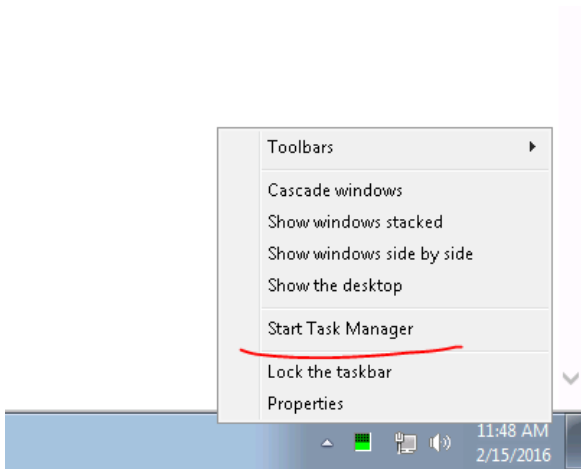 Toolbars
Cascade windows
Show windows stacked
Show windows side by side
Show the desktop
Start Task Manager
Lock the taskbar
Properties
11:48 AM
2/15/2016